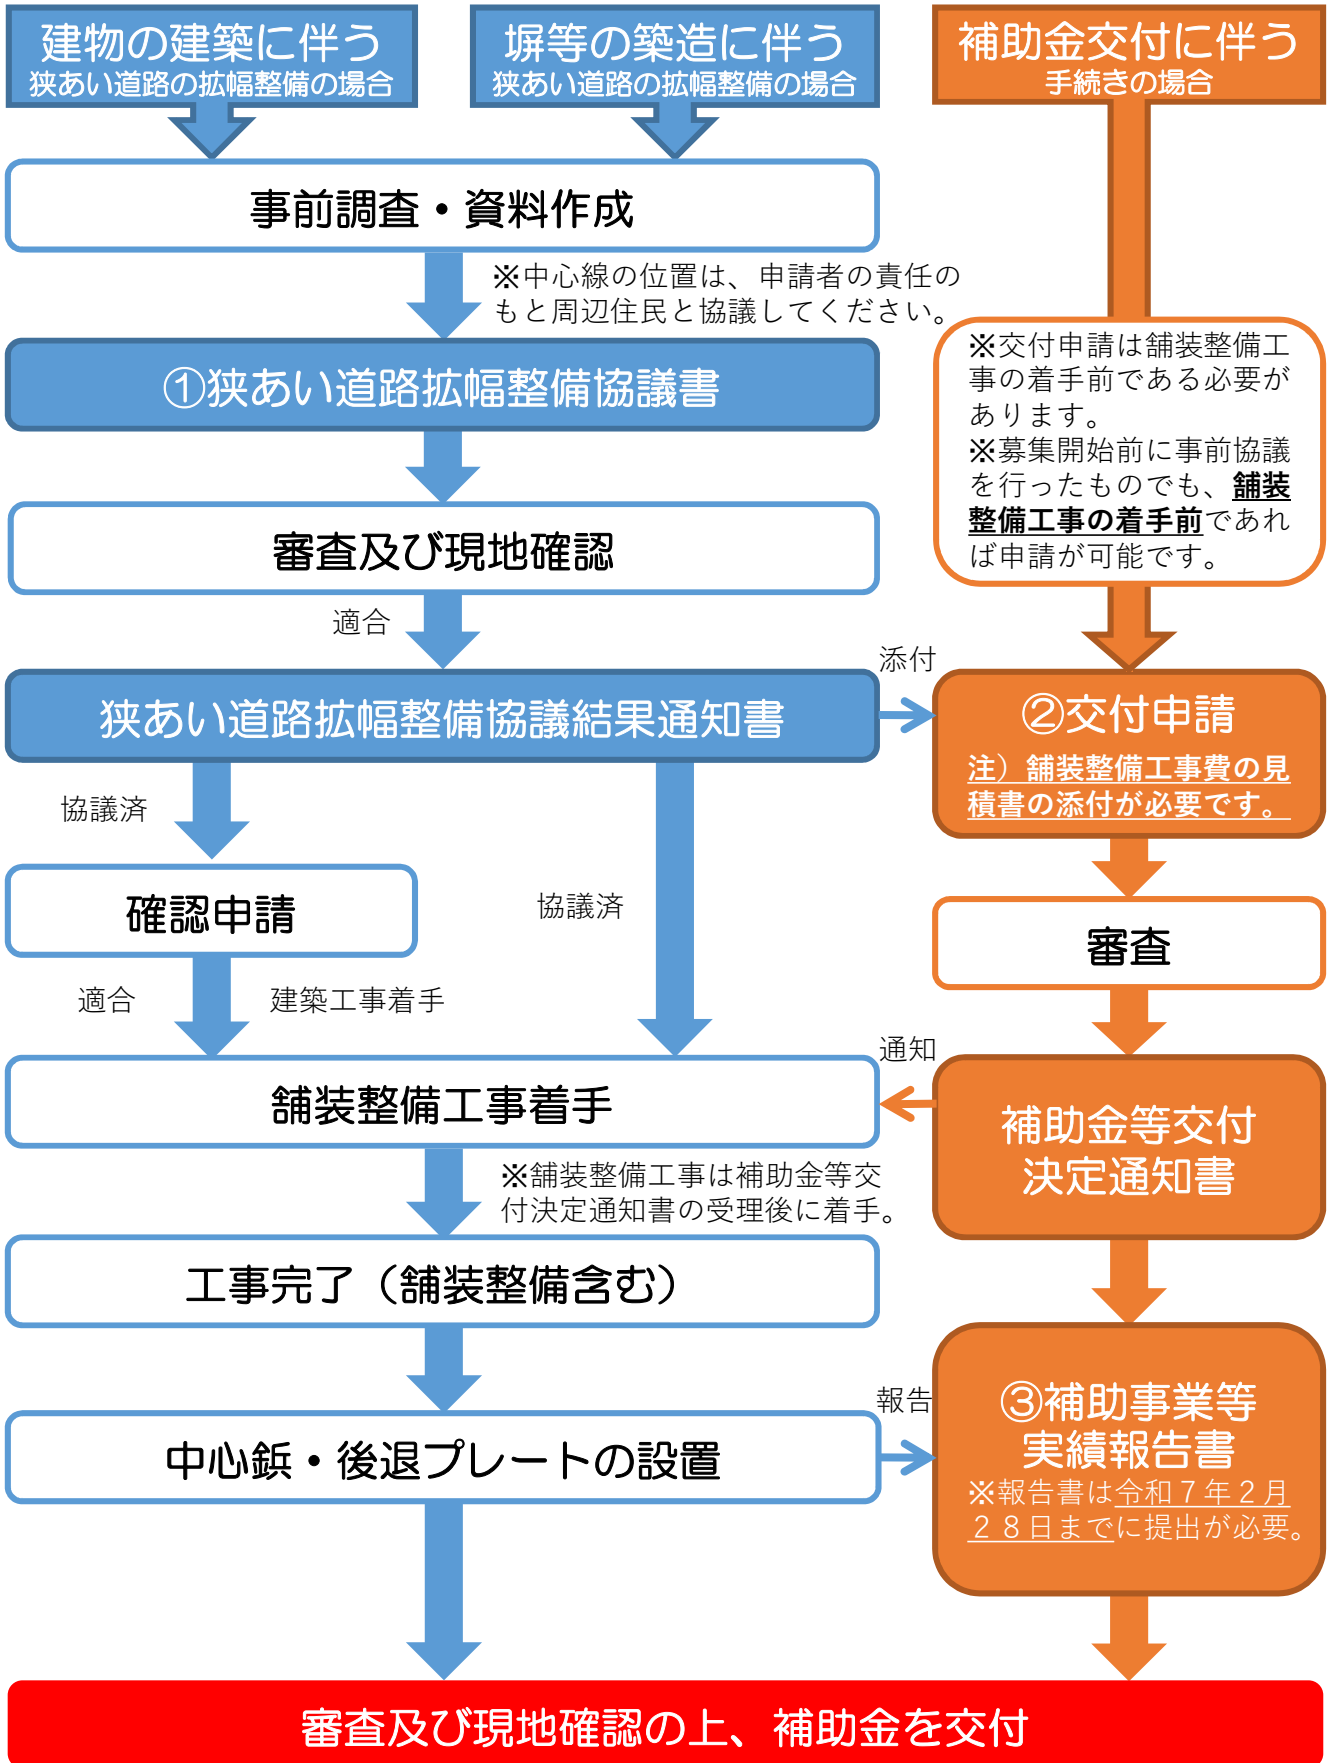 建物の建築に伴う
狭あい道路の拡幅整備の場合
塀等の築造に伴う
狭あい道路の拡幅整備の場合
補助金交付に伴う
手続きの場合
事前調査・資料作成
※中心線の位置は、申請者の責任の
もと周辺住民と協議してください。
①狭あい道路拡幅整備協議書
※交付申請は舗装整備工
事の着手前である必要が
あります。
※募集開始前に事前協議
を行ったものでも、舗装
整備工事の着手前であれ
ば申請が可能です。
審査及び現地確認
適合
狭あい道路拡幅整備協議結果通知書
添付
②交付申請
注）舗装整備工事費の見
積書の添付が必要です。
協議済
確認申請
協議済
審査
適合
建築工事着手
舗装整備工事着手
通知
補助金等交付
決定通知書
※舗装整備工事は補助金等交
付決定通知書の受理後に着手。
工事完了（舗装整備含む）
中心鋲・後退プレートの設置
報告
③補助事業等
実績報告書
※報告書は令和７年２月
２８日までに提出が必要。
審査及び現地確認の上、補助金を交付